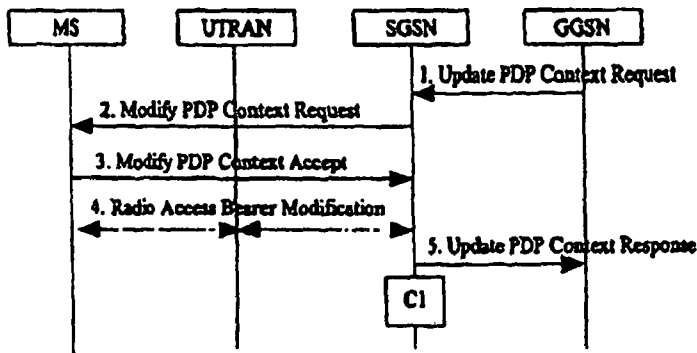 MS
UTRAN
SGSN
GGSN
1. Update PDP Context Request
2. Modify PDP Context Request
3. Modify PDP Context Accept
4. Radio Access Bearer Modification
5. Update PDP Context Response
C1